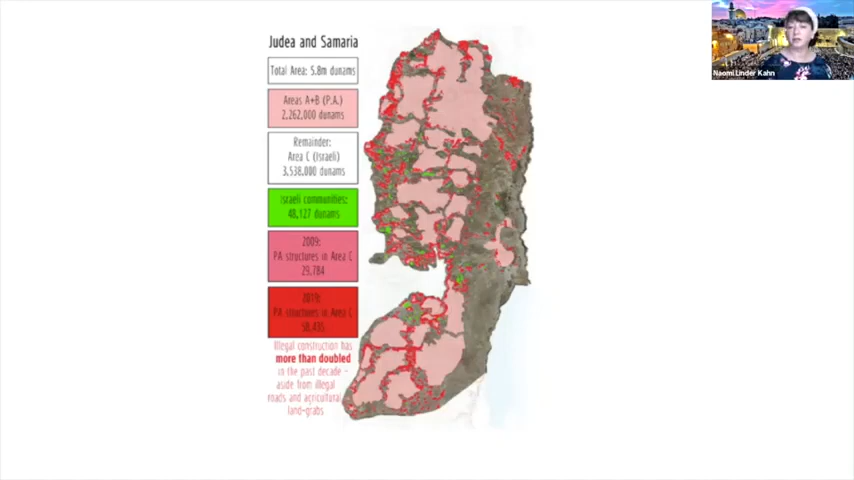 Judea and Samaria
Total Area: 5.8m dunams
Areas A+B (P.A.)
2,262,000 dunams
Remainder:
Area C (Israeli)
3,538,000 dunams
Israeli communities:
48,127 dunams
2009:
PA structures in Area C
29,784
2019:
PA structures in Area C
58,435
Illegal construction has
more than doubled
in the past decade -
aside from illegal
roads and agricultural
land-grabs
Naomi Linder Kahn